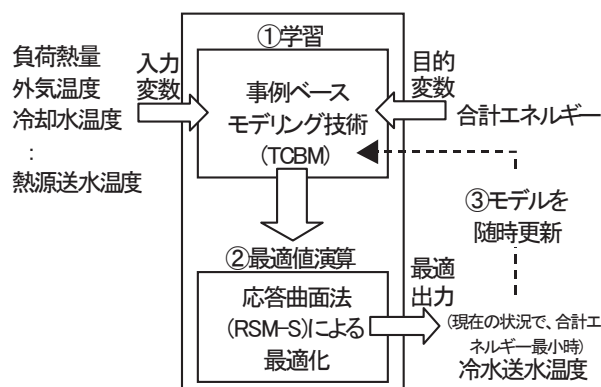 ①学習
負荷熱量
外気温度
冷却水温度
:
熱源送水温度
入力
変数
事例ベース
モデリング技術
(TCBM)
目的
変数
合計エネルギー
③モデルを
随時更新
②最適値演算
応答曲面法
(RSM-S)による
最適化
最適
出力
(現在の状況で、合計エ
ネルギー最小時)
冷水送水温度